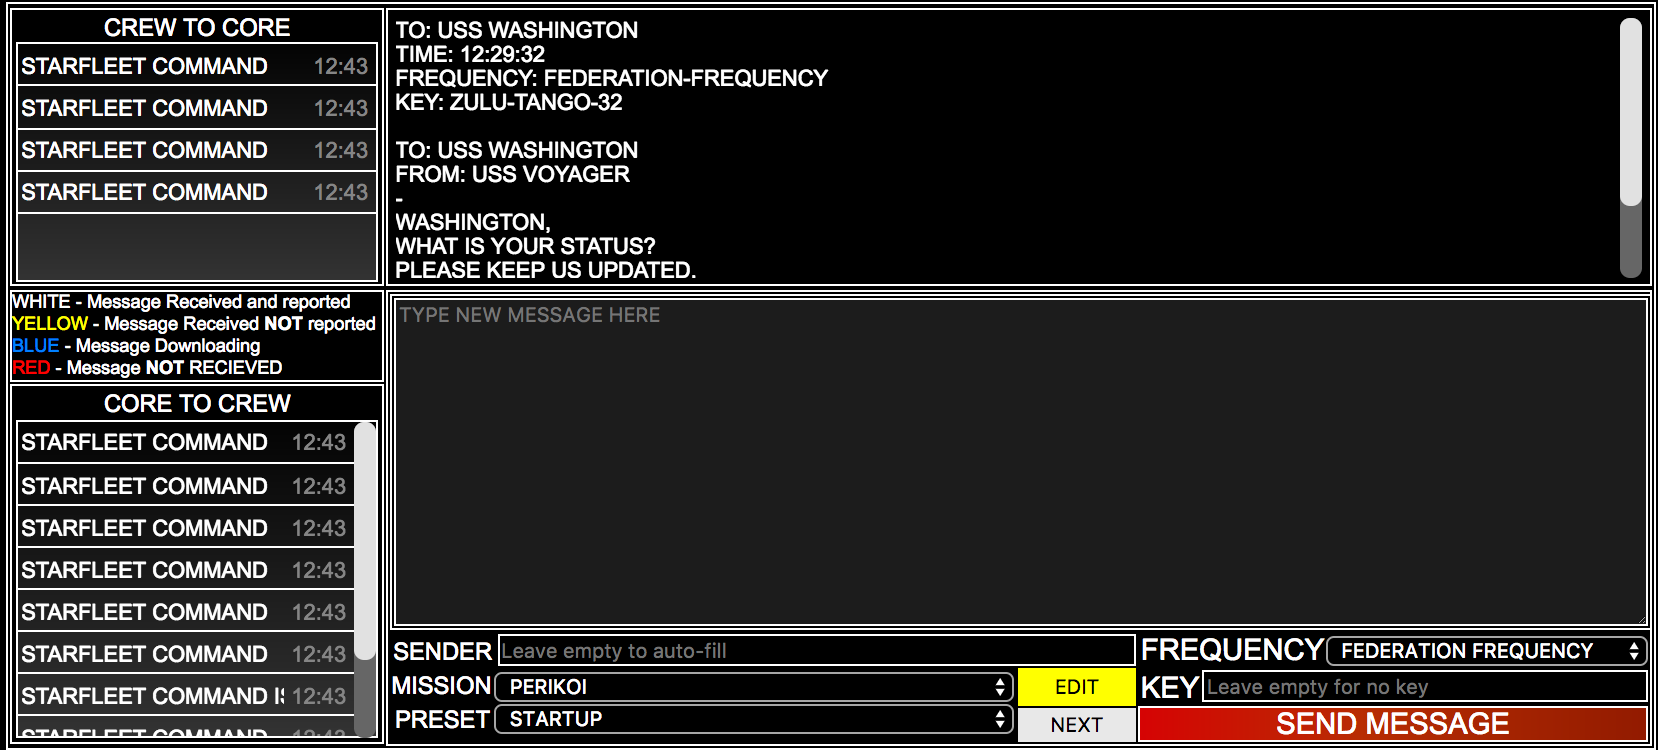 CREW TO CORE
STARFLEET COMMAND 12:43
STARFLEET COMMAND 12:43
STARFLEET COMMAND 12:43
STARFLEET COMMAND 12:43
TO: USS WASHINGTON
TIME: 12:29:32
FREQUENCY: FEDERATION-FREQUENCY
KEY: ZULU-TANGO-32
TO: USS WASHINGTON
FROM: USS VOYAGER
-
WASHINGTON,
WHAT IS YOUR STATUS?
PLEASE KEEP US UPDATED.
WHITE - Message Received and reported
YELLOW - Message Received NOT reported
BLUE - Message Downloading
RED - Message NOT RECIEVED
CORE TO CREW
STARFLEET COMMAND 12:43
STARFLEET COMMAND 12:43
STARFLEET COMMAND 12:43
STARFLEET COMMAND 12:43
STARFLEET COMMAND 12:43
STARFLEET COMMAND 12:43
STARFLEET COMMAND IS 12:43
STARFLEET COMMAND 12:43
TYPE NEW MESSAGE HERE
SENDER Leave empty to auto-fill
FREQUENCY FEDERATION FREQUENCY
MISSION PERIKOI EDIT
KEY Leave empty for no key
PRESET STARTUP NEXT
SEND MESSAGE